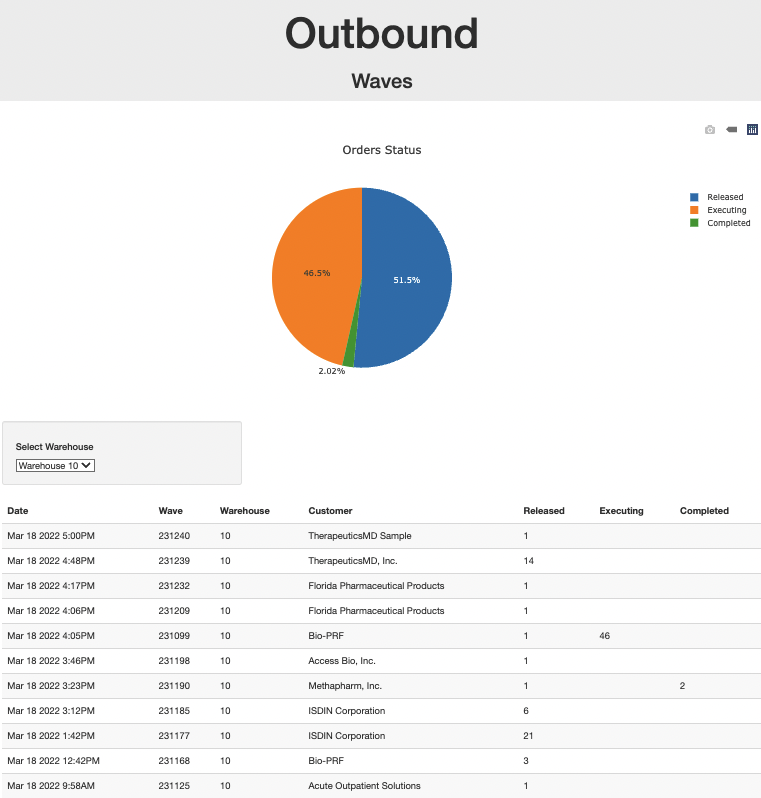 Outbound
Waves
Orders Status
Released
Executing
Completed
46.5%
51.5%
2.02%
Select Warehouse
Warehouse 10
Date Wave Warehouse Customer Released Executing Completed
Mar 18 2022 5:00PM 231240 10 TherapeuticsMD Sample 1
Mar 18 2022 4:48PM 231239 10 TherapeuticsMD, Inc. 14
Mar 18 2022 4:17PM 231232 10 Florida Pharmaceutical Products 1
Mar 18 2022 4:06PM 231209 10 Florida Pharmaceutical Products 1
Mar 18 2022 4:05PM 231099 10 Bio-PRF 1 46
Mar 18 2022 3:46PM 231198 10 Access Bio, Inc. 1
Mar 18 2022 3:23PM 231190 10 Methapharm, Inc. 1 2
Mar 18 2022 3:12PM 231185 10 ISDIN Corporation 6
Mar 18 2022 1:42PM 231177 10 ISDIN Corporation 21
Mar 18 2022 12:42PM 231168 10 Bio-PRF 3
Mar 18 2022 9:58AM 231125 10 Acute Outpatient Solutions 1